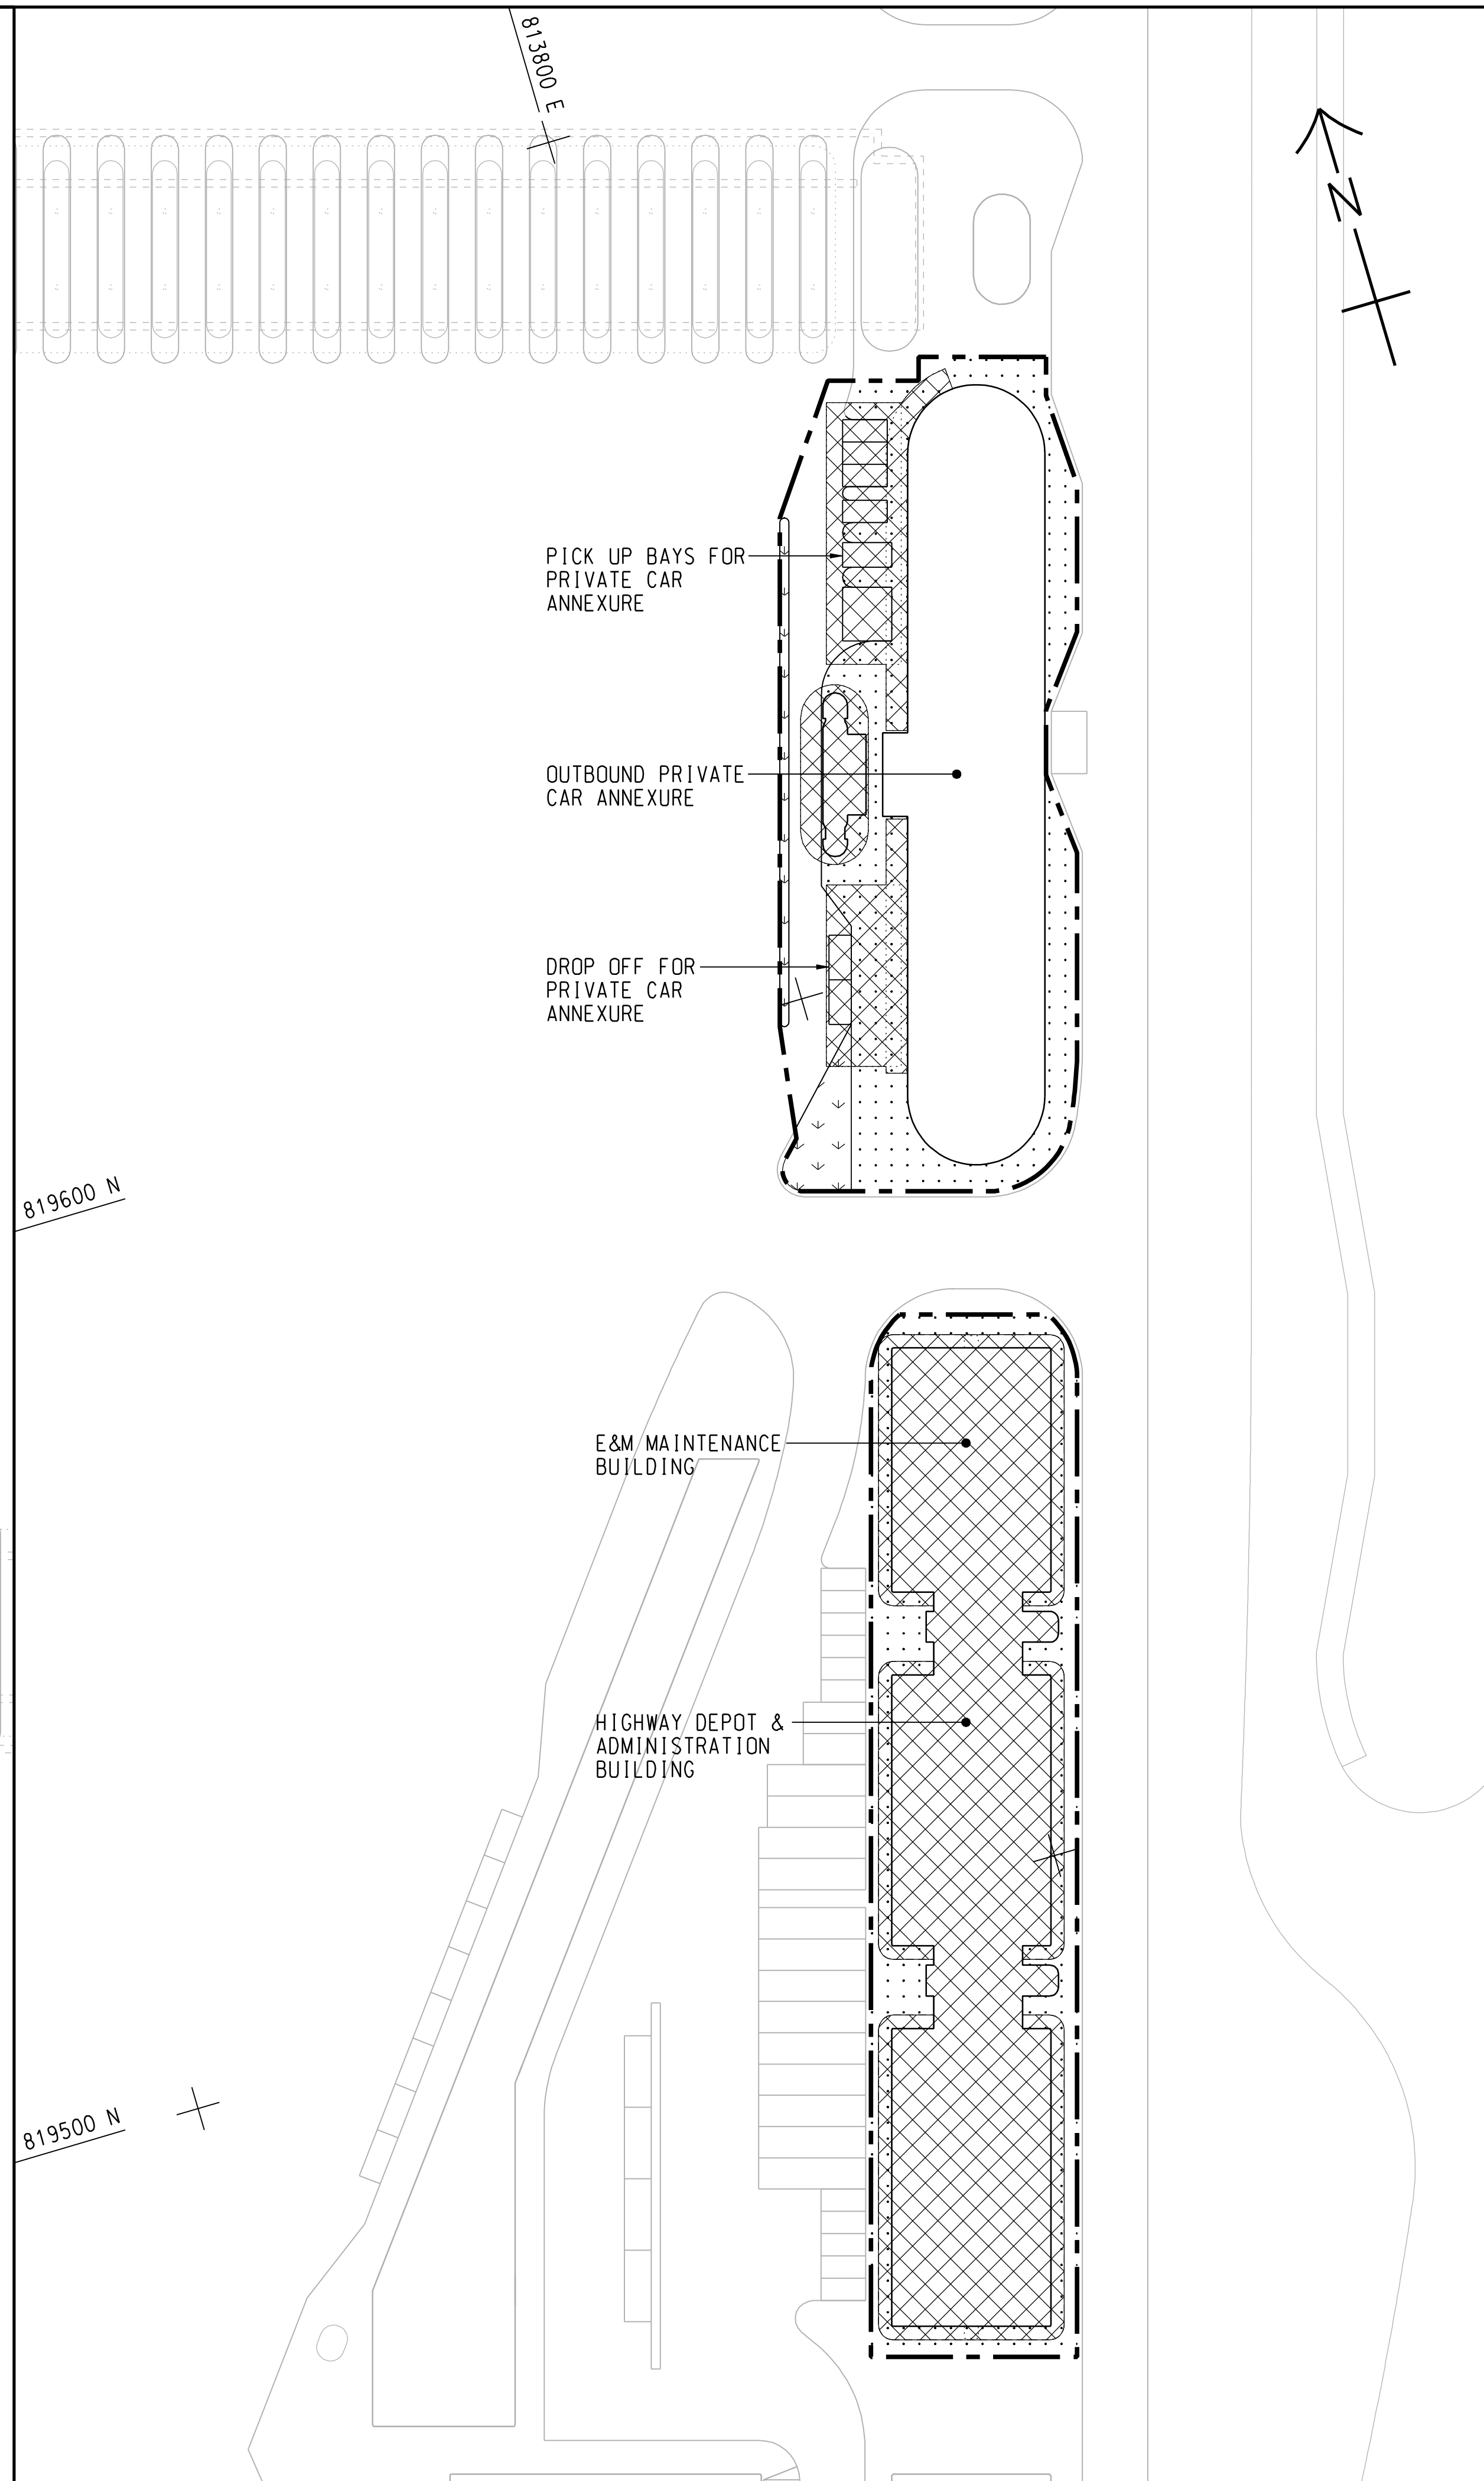 813800 E
N
PICK UP BAYS FOR
PRIVATE CAR
ANNEXURE
OUTBOUND PRIVATE
CAR ANNEXURE
DROP OFF FOR
PRIVATE CAR
ANNEXURE
819600 N
E&M MAINTENANCE
BUILDING
HIGHWAY DEPOT &
ADMINISTRATION
BUILDING
819500 N